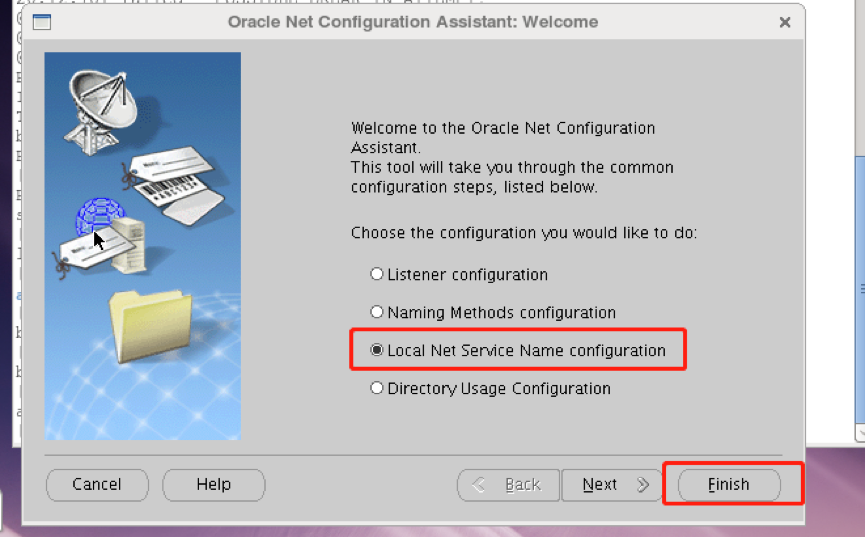 Oracle Net Configuration Assistant: Welcome
Welcome to the Oracle Net Configuration
Assistant.
This tool will take you through the common
configuration steps, listed below.
Choose the configuration you would like to do:
Listener configuration
Naming Methods configuration
Local Net Service Name configuration
Directory Usage Configuration
Cancel
Help
Back
Next
Finish